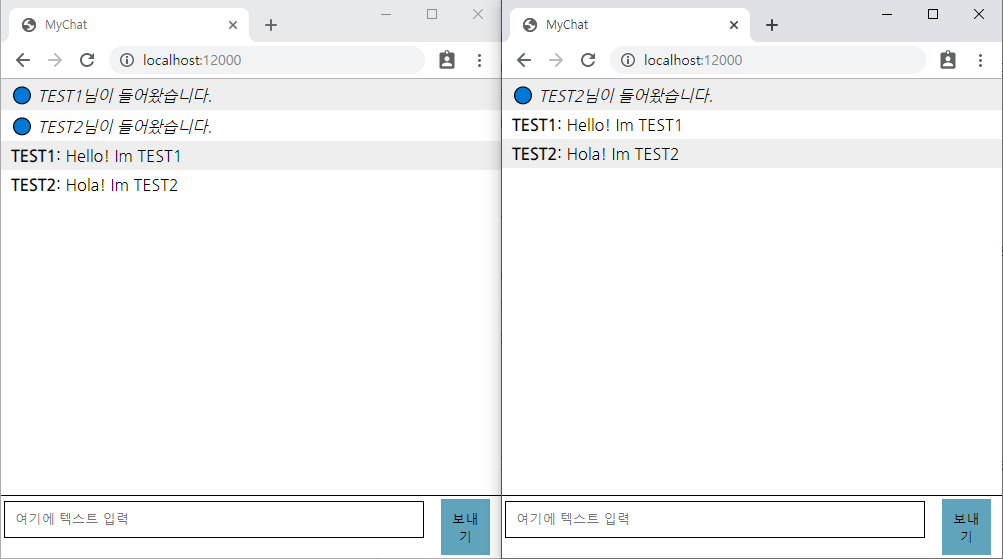 MyChat
localhost:12000
TEST1님이 들어왔습니다.
TEST2님이 들어왔습니다.
TEST1: Hello! Im TEST1
TEST2: Hola! Im TEST2
여기에 텍스트 입력
보내
기
MyChat
localhost:12000
TEST2님이 들어왔습니다.
TEST1: Hello! Im TEST1
TEST2: Hola! Im TEST2
여기에 텍스트 입력
보내
기